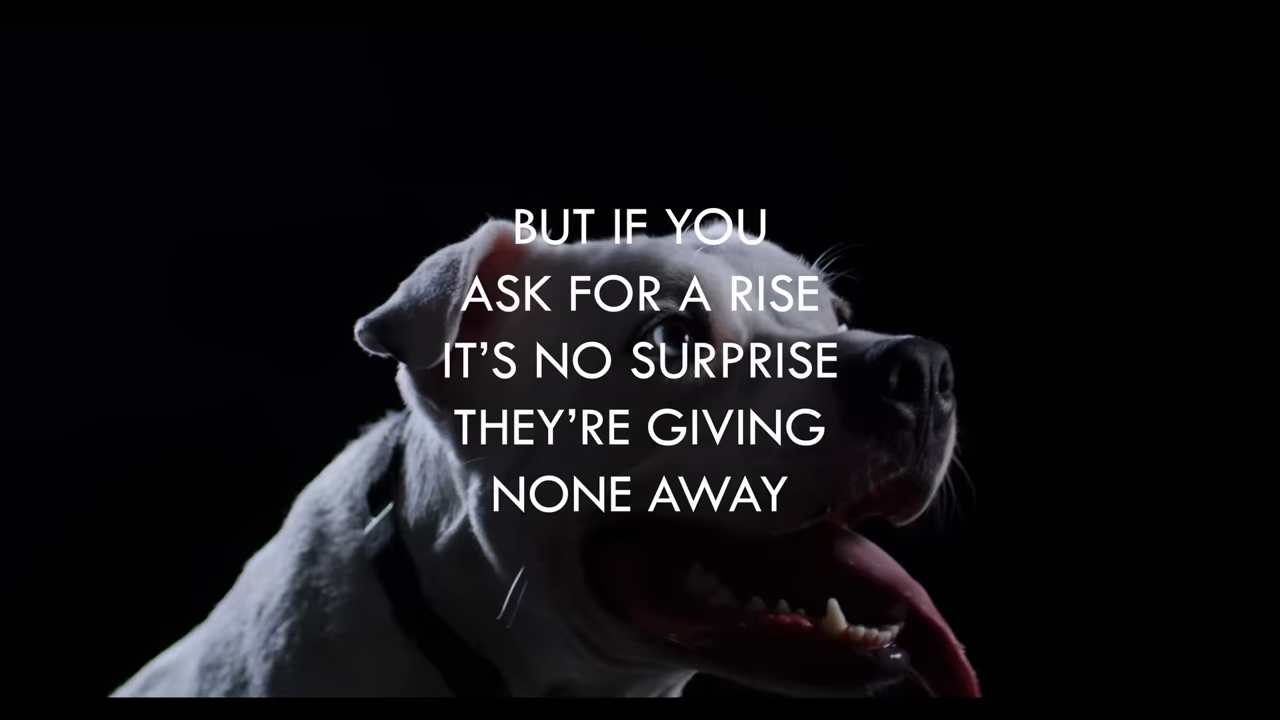 BUT IF YOU
ASK FOR A RISE
IT’S NO SURPRISE
THEY’RE GIVING
NONE AWAY